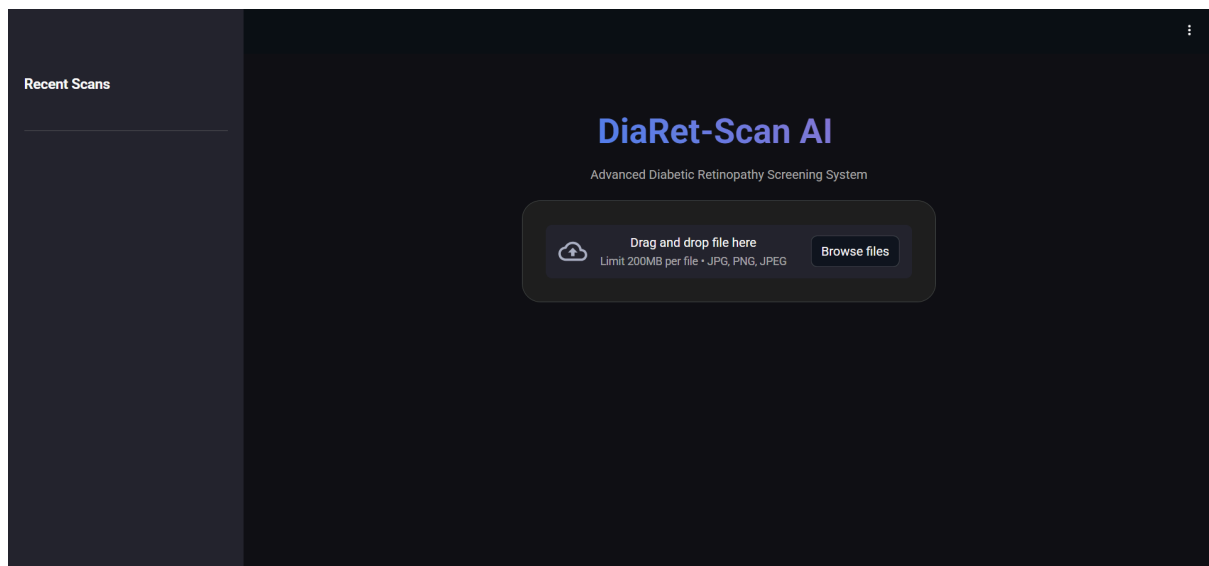 Recent Scans
DiaRet-Scan AI
Advanced Diabetic Retinopathy Screening System
Drag and drop file here
Limit 200MB per file • JPG, PNG, JPEG
Browse files